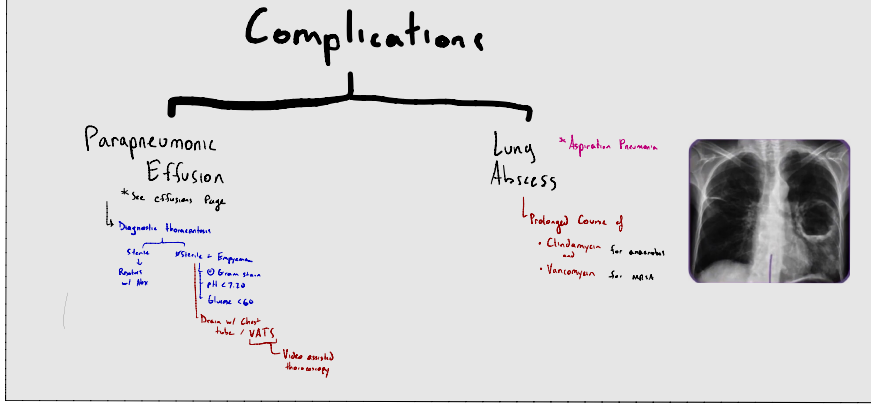 Complications
Parapneumonic
Effusion
*See effusions Page
Diagnostic thoracentesis
Sterile
Resolves
w/ Abx
⊕ Gram stain
pH <7.20
Glucose <60
Drain w/ Chest
tube / VATS
Video assisted
thoracoscopy
Lung
Abscess
* Aspiration Pneumonia
Prolonged Course of
• Clindamycin for anaerobes
and
• Vancomycin for MRSA